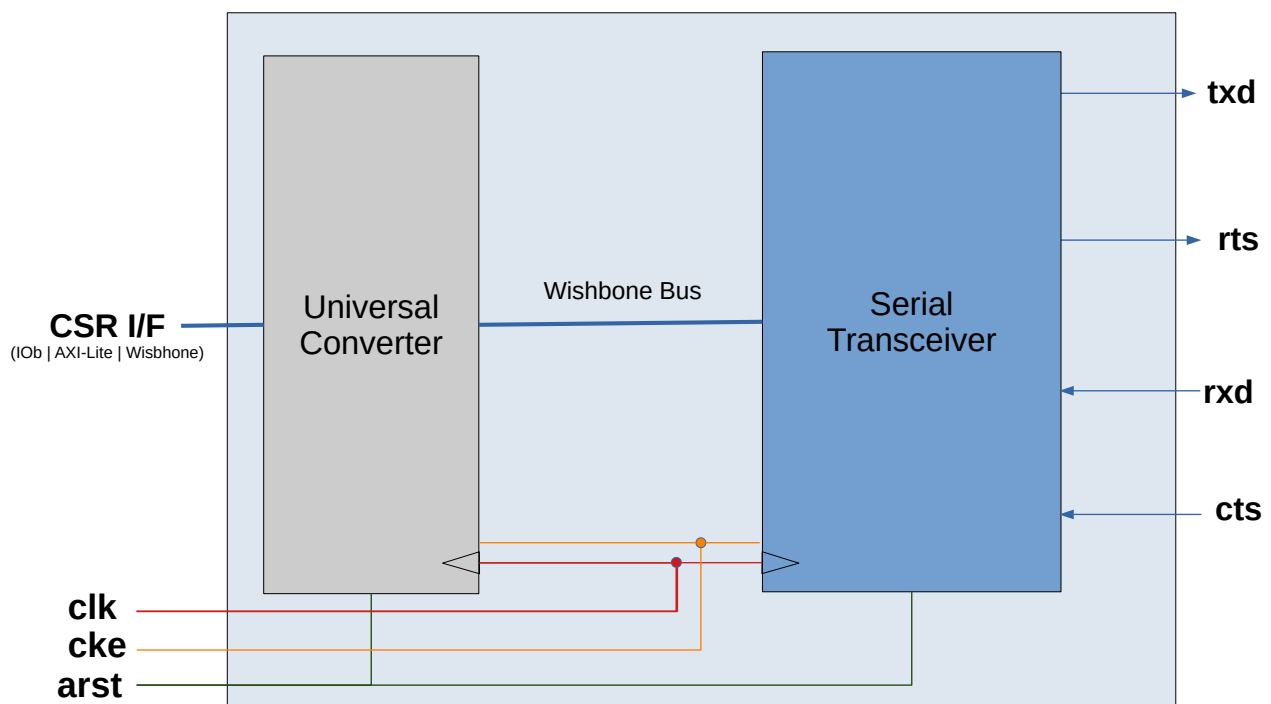 txd
rts
Wishbone Bus
Universal
Converter
Serial
Transceiver
CSR I/F
(IOb | AXI-Lite | Wisbhone)
rxd
cts
clk
cke
arst